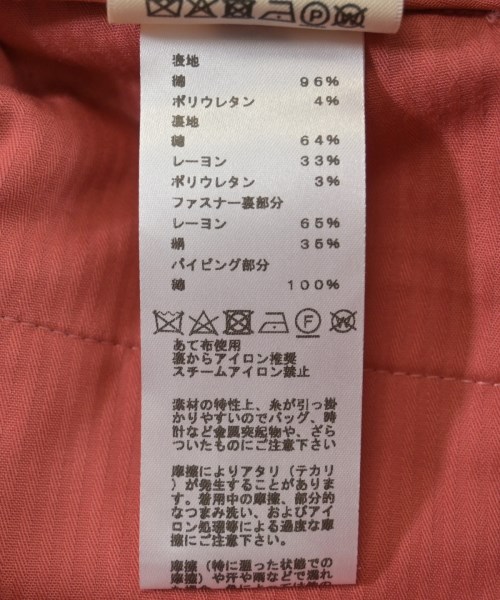 表地
綿 96%
ポリウレタン 4%
裏地
綿 64%
レーヨン 33%
ポリウレタン 3%
ファスナー裏部分
レーヨン 65%
絹 35%
パイピング部分
綿 100%
F W
あて布使用
裏からアイロン推奨
スチームアイロン禁止
素材の特性上、糸が引っ掛
かりやすいのでバッグ、時
計など金属突起物や、ざら
ついたものにご注意下さい
摩擦によりアタリ(テカリ
)が発生することがありま
す。着用中の摩擦、部分的
なつまみ洗い、およびアイ
ロン処理等による過度な摩
擦にご注意下さい。
摩擦(特に湿った状態での
摩擦)や汗や雨などで濡れ